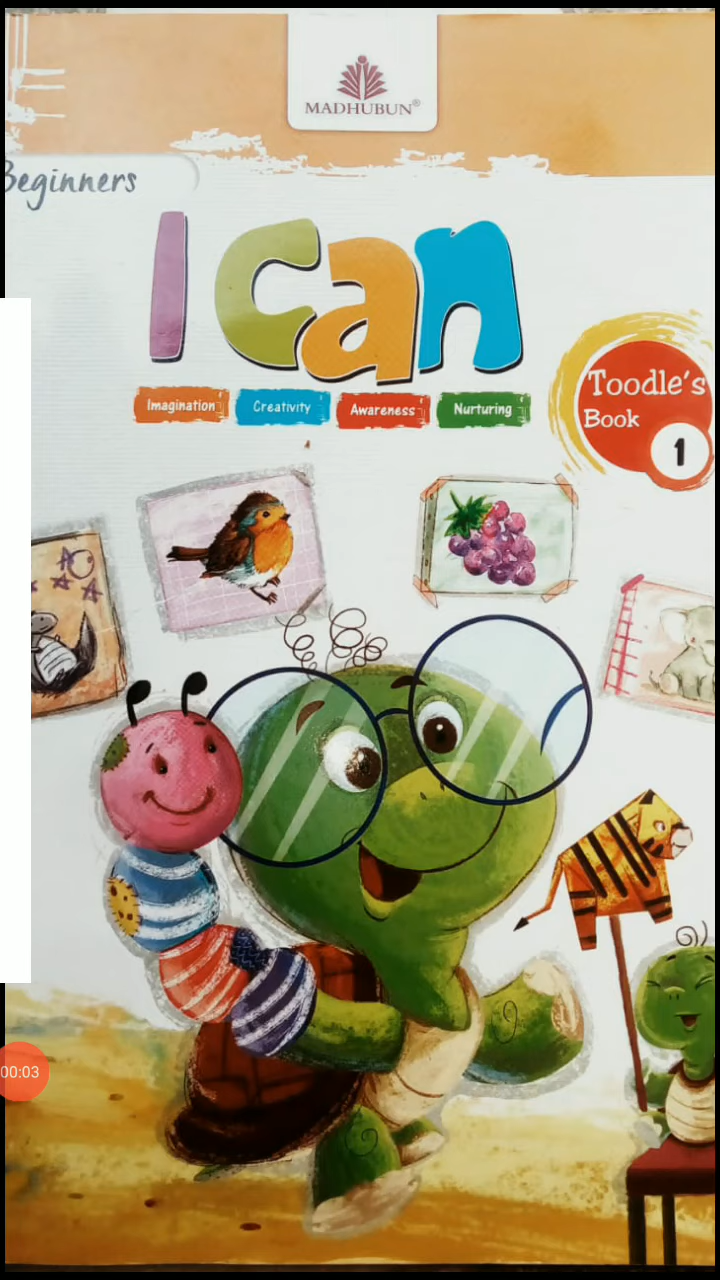 MADHUBUN®
Beginners
I can
Imagination
Creativity
Awareness
Nurturing
Toodle's
Book
1
00:03